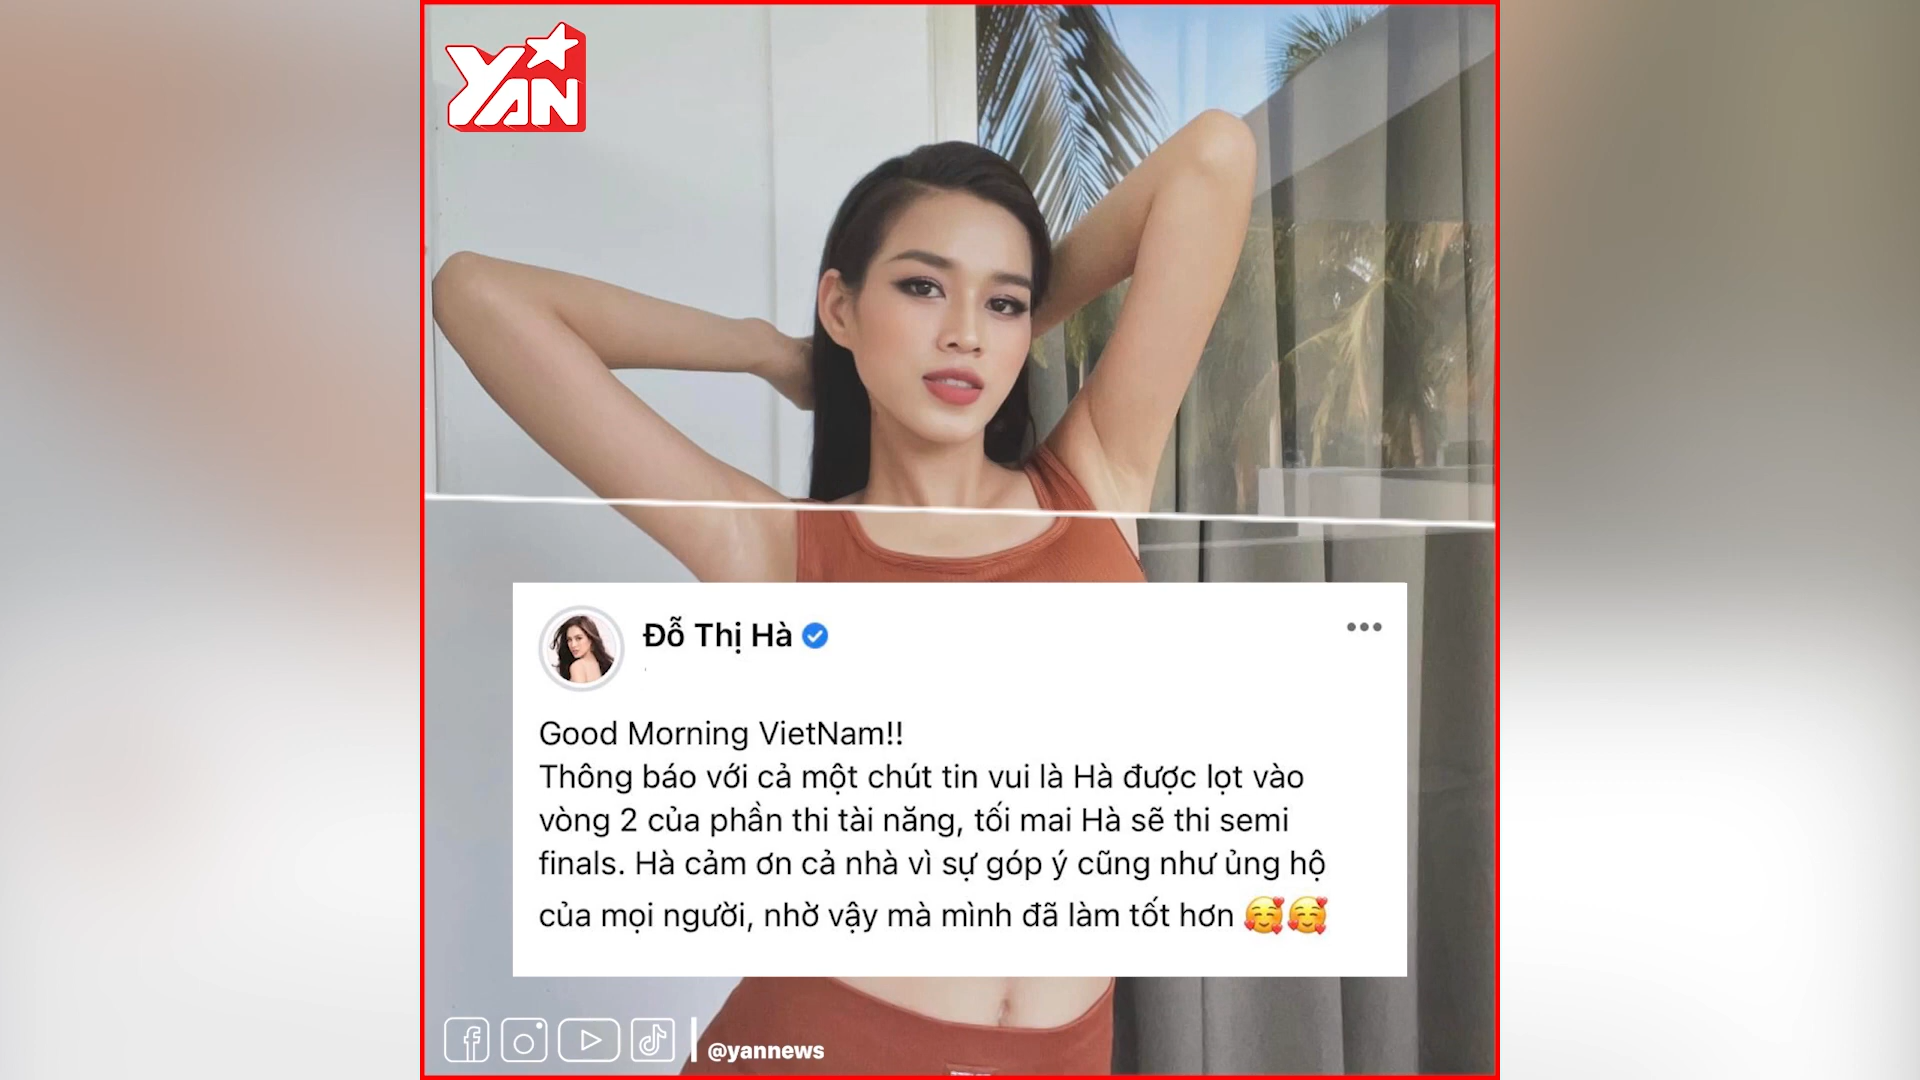 YAN
Đỗ Thị Hà
Good Morning VietNam!!
Thông báo với cả một chút tin vui là Hà được lọt vào
vòng 2 của phần thi tài năng, tối mai Hà sẽ thi semi
finals. Hà cảm ơn cả nhà vì sự góp ý cũng như ủng hộ
của mọi người, nhờ vậy mà mình đã làm tốt hơn 🥰🥰
@yannews